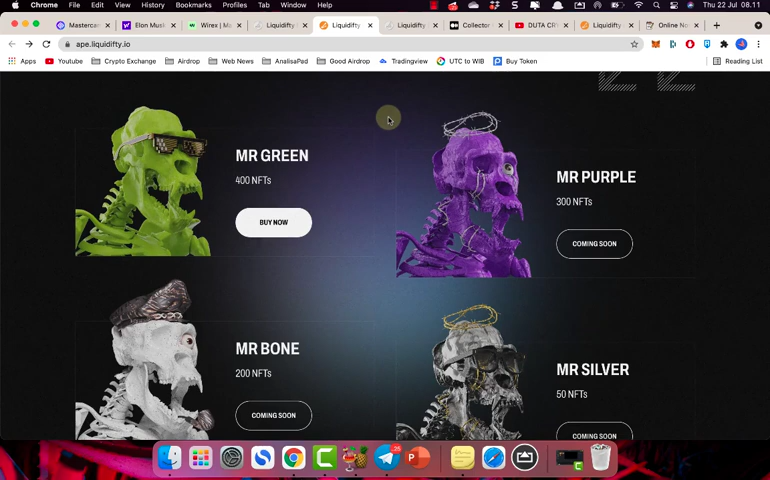 Chrome File Edit View History Bookmarks Profiles Tab Window Help Thu 22 Jul 08.11
Mastercar Elon Musk Wirex | M Liquidifty Liquidifty Liquidifty Collector DUTA CR Liquidifty Online No
ape.liquidifty.io
Apps Youtube Crypto Exchange Airdrop Web News AnalisaPad Good Airdrop Tradingview UTC to WIB Buy Token Reading List
MR GREEN
400 NFTs
BUY NOW
MR PURPLE
300 NFTs
COMING SOON
MR BONE
200 NFTs
COMING SOON
MR SILVER
50 NFTs
COMING SOON